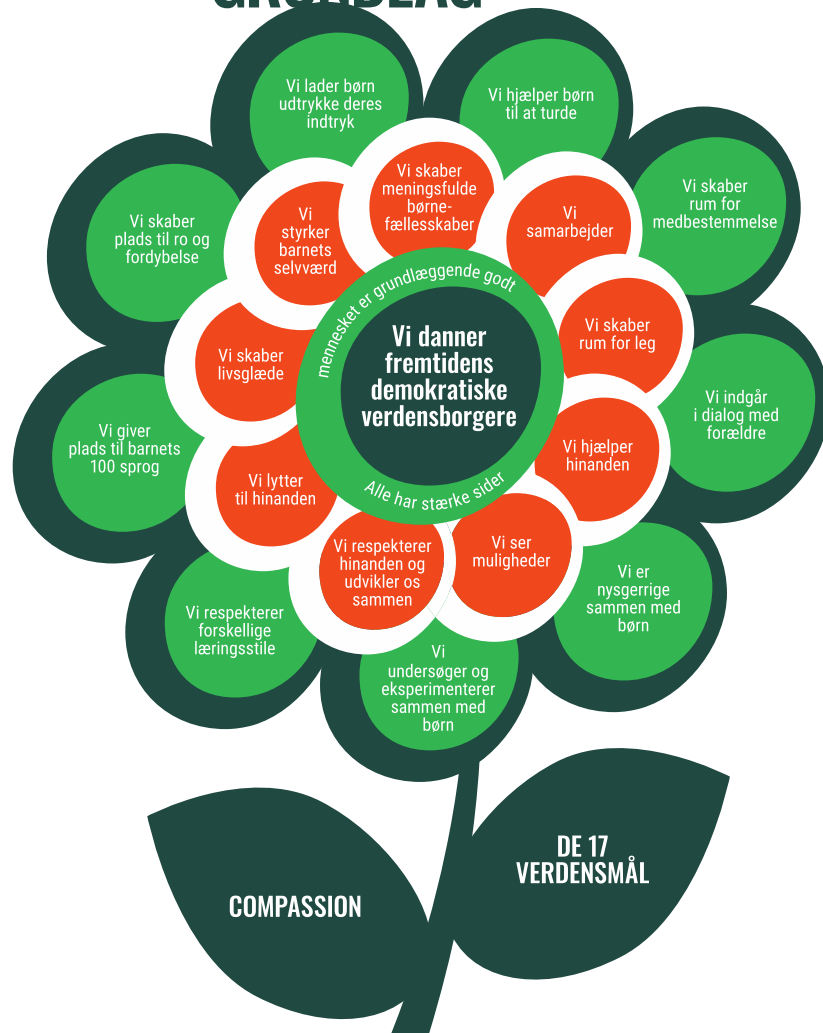 GRUNDLAG
Vi lader børn
udtrykke deres
indtryk
Vi hjælper børn
til at turde
Vi skaber
rum for
medbestemmelse
Vi indgår
i dialog med
forældre
Vi er
nysgerrige
sammen med
børn
Vi
undersøger og
eksperimenterer
sammen med
børn
Vi respekterer
forskellige
læringsstile
Vi giver
plads til barnets
100 sprog
Vi skaber
plads til ro og
fordybelse
Vi skaber
meningsfulde
børne-
fællesskaber
Vi
samarbejder
Vi skaber
rum for leg
Vi hjælper
hinanden
Vi ser
muligheder
Vi respekterer
hinanden og
udvikler os
sammen
Vi lytter
til hinanden
Vi skaber
livsglæde
Vi
styrker
barnets
selvværd
mennesket er grundlæggende godt
Vi danner
fremtidens
demokratiske
verdensborgere
Alle har stærke sider
COMPASSION
DE 17
VERDENSMÅL